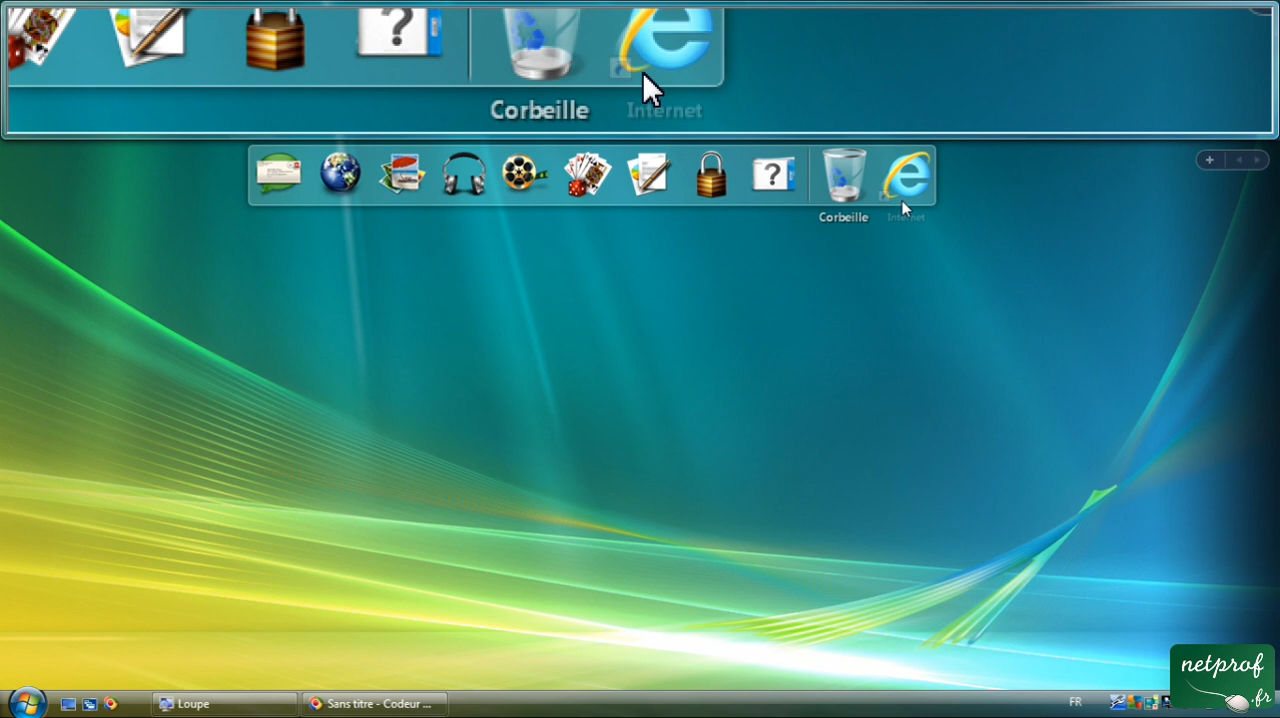 Corbeille
Internet
Corbeille
Internet
Loupe
Sans titre - Codeur ...
FR
netprof
.fr